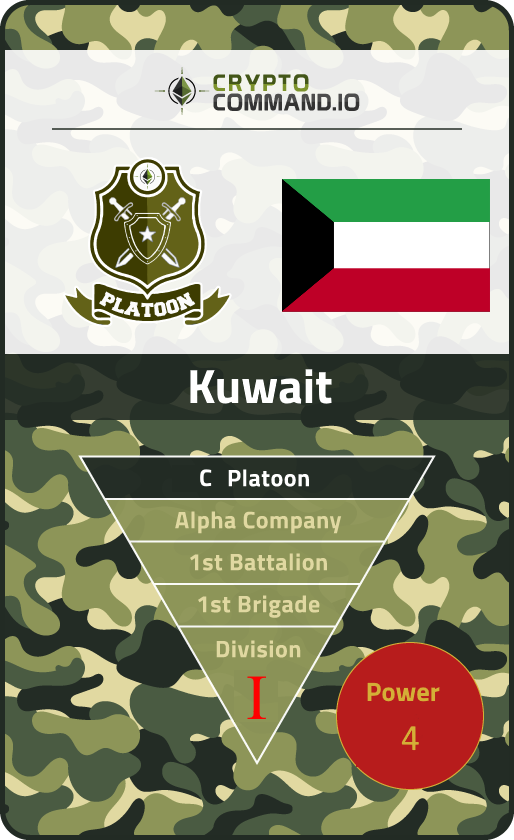 CRYPTO
COMMAND.IO
PLATOON
Kuwait
C Platoon
Alpha Company
1st Battalion
1st Brigade
Division
I
Power
4